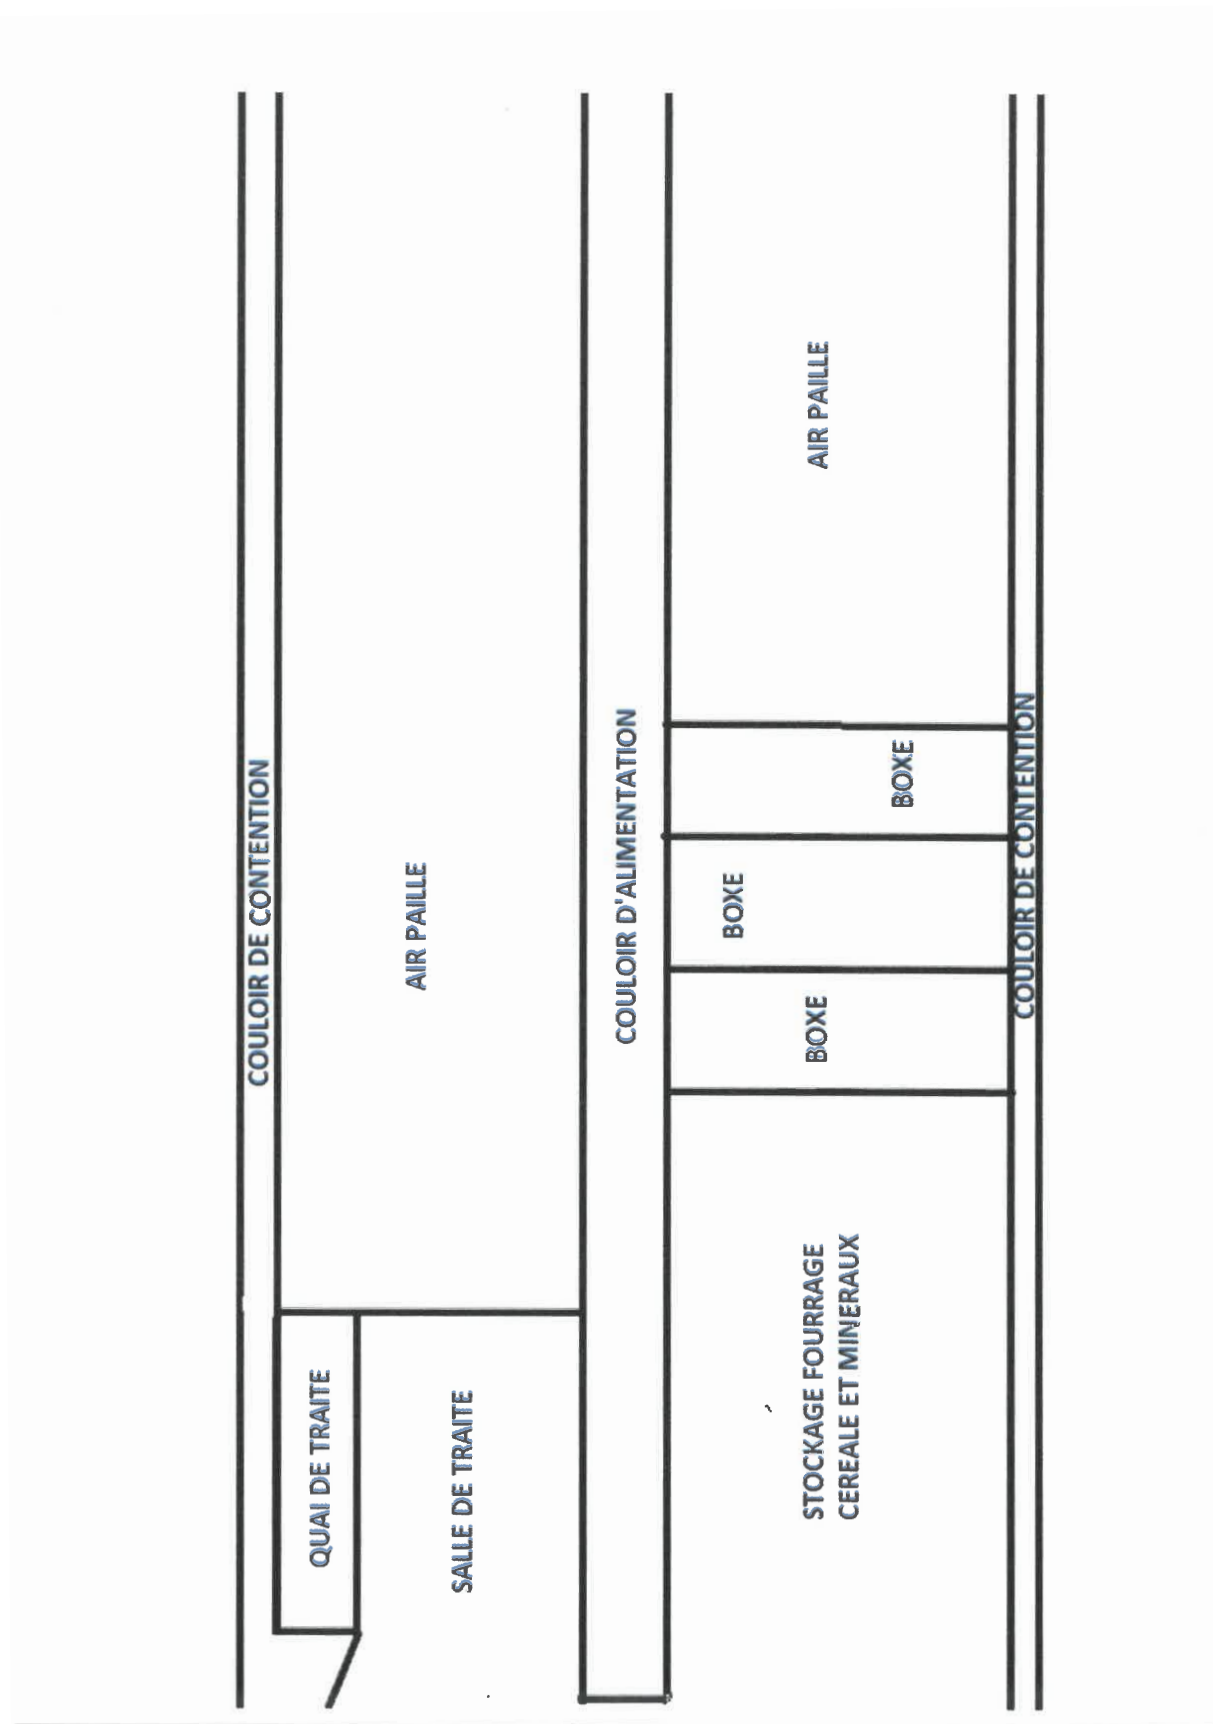 COULOIR DE CONTENTION
QUAI DE TRAITE
AIR PAILLE
SALLE DE TRAITE
COULOIR D'ALIMENTATION
AIR PAILLE
BOXE
BOXE
BOXE
STOCKAGE FOURRAGE
CEREALE ET MINERAUX
COULOIR DE CONTENTION